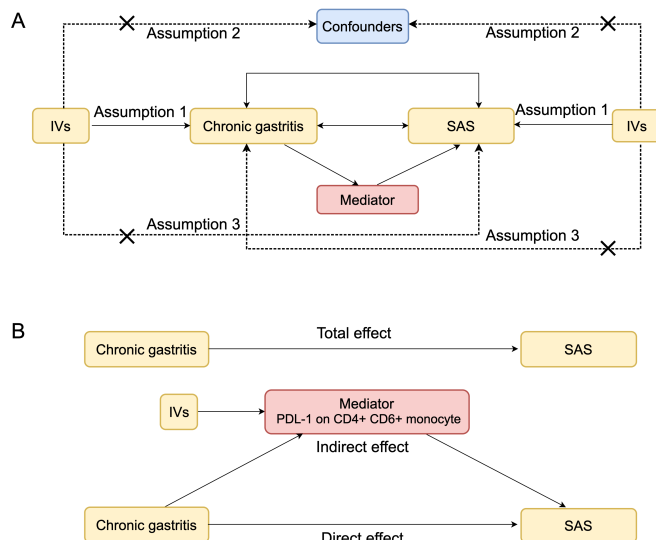 A
Confounders
Assumption 2
Assumption 2
IVs
Assumption 1
Chronic gastritis
SAS
Assumption 1
IVs
Mediator
Assumption 3
Assumption 3
B
Total effect
Chronic gastritis
SAS
Mediator
IVs
PDL-1 on CD4+ CD6+ monocyte
Indirect effect
Chronic gastritis
SAS
Direct effect